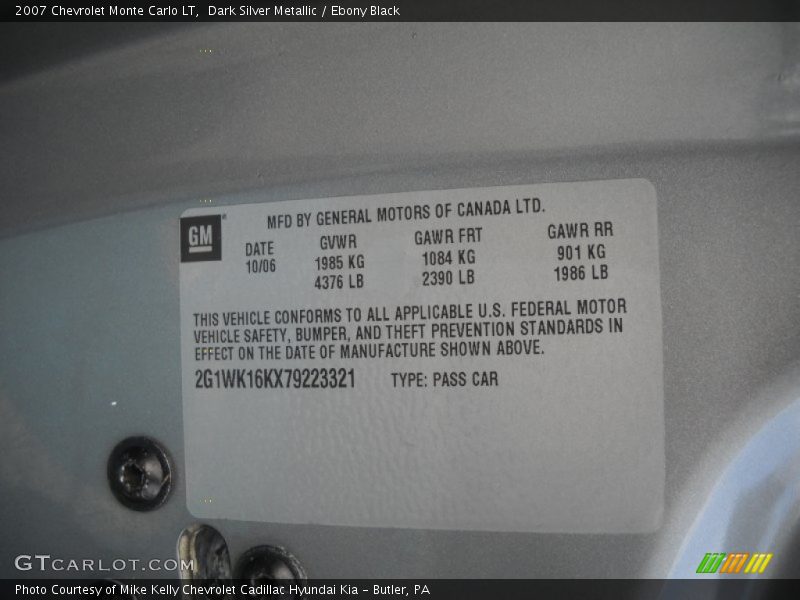 2007 Chevrolet Monte Carlo LT,  Dark Silver Metallic / Ebony Black
GM
MFD BY GENERAL MOTORS OF CANADA LTD.
DATE GVWR GAWR FRT GAWR RR
10/06 1985 KG 1084 KG 901 KG
4376 LB 2390 LB 1986 LB
THIS VEHICLE CONFORMS TO ALL APPLICABLE U.S. FEDERAL MOTOR
VEHICLE SAFETY, BUMPER, AND THEFT PREVENTION STANDARDS IN
EFFECT ON THE DATE OF MANUFACTURE SHOWN ABOVE.
2G1WK16KX79223321 TYPE: PASS CAR
GTCARLOT.COM
Photo Courtesy of Mike Kelly Chevrolet Cadillac Hyundai Kia – Butler, PA